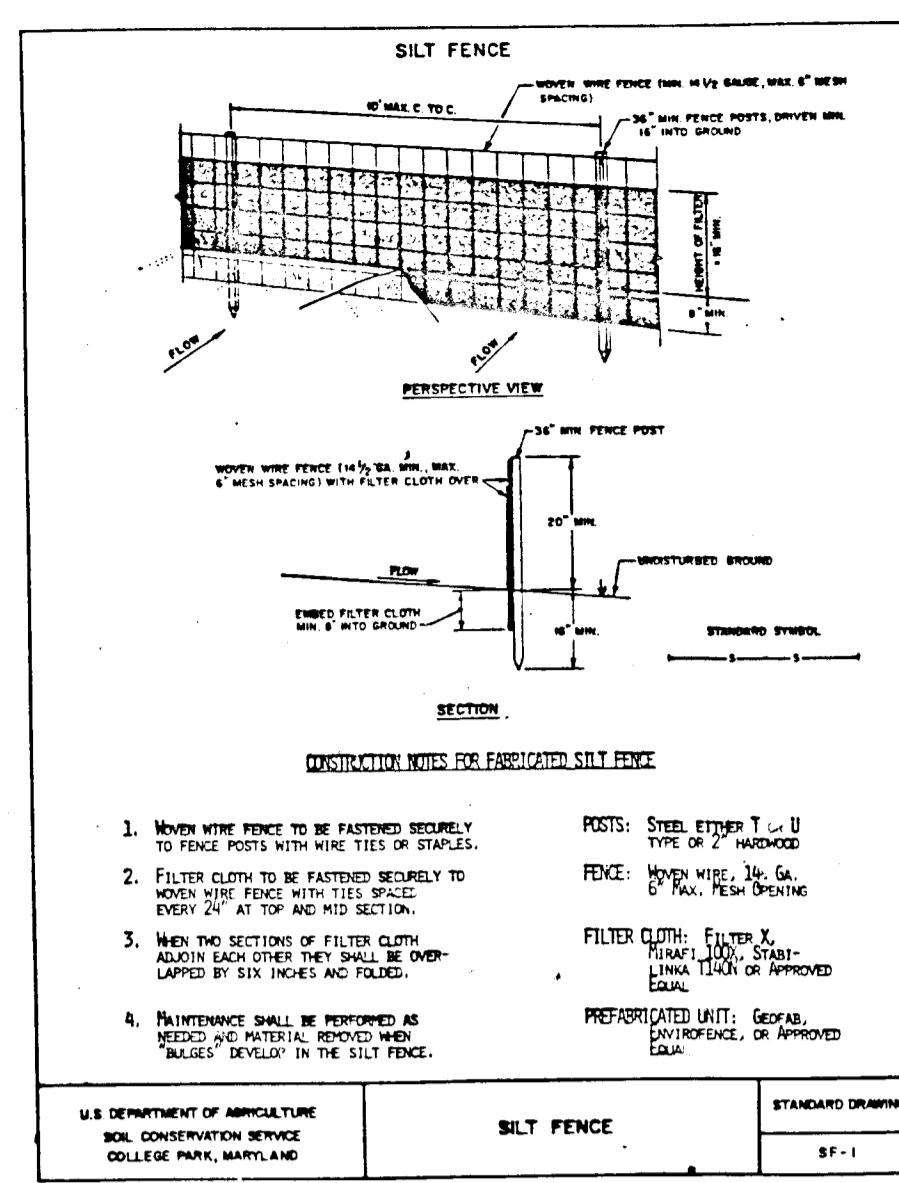 SILT FENCE
WOVEN WIRE FENCE (MIN. 14 1/2 GAUGE, MAX. 6" MESH
SPACING)
10' MAX. C. TO C.
36" MIN. FENCE POSTS, DRIVEN MIN.
16" INTO GROUND
HEIGHT OF FILTER
= 16" MIN.
8" MIN.
FLOW
FLOW
PERSPECTIVE VIEW
36" MIN. FENCE POST
WOVEN WIRE FENCE (14 1/2 GA. MIN., MAX.
6" MESH SPACING) WITH FILTER CLOTH OVER
20" MIN.
FLOW
UNDISTURBED GROUND
EMBED FILTER CLOTH
MIN. 8" INTO GROUND
16" MIN.
STANDARD SYMBOL
S S
SECTION
CONSTRUCTION NOTES FOR FABRICATED SILT FENCE
1. WOVEN WIRE FENCE TO BE FASTENED SECURELY
TO FENCE POSTS WITH WIRE TIES OR STAPLES.
2. FILTER CLOTH TO BE FASTENED SECURELY TO
WOVEN WIRE FENCE WITH TIES SPACED
EVERY 24" AT TOP AND MID SECTION.
3. WHEN TWO SECTIONS OF FILTER CLOTH
ADJOIN EACH OTHER THEY SHALL BE OVER-
LAPPED BY SIX INCHES AND FOLDED.
4. MAINTENANCE SHALL BE PERFORMED AS
NEEDED AND MATERIAL REMOVED WHEN
"BULGES" DEVELOP IN THE SILT FENCE.
POSTS: STEEL EITHER T OR U
TYPE OR 2" HARDWOOD
FENCE: WOVEN WIRE, 14. GA.
6" MAX. MESH OPENING
FILTER CLOTH: FILTER X,
MIRAFI 100X, STABI-
LINKA T140N OR APPROVED
EQUAL
PREFABRICATED UNIT: GEOFAB,
ENVIROFENCE, OR APPROVED
EQUAL
U.S. DEPARTMENT OF AGRICULTURE
SOIL CONSERVATION SERVICE
COLLEGE PARK, MARYLAND
SILT FENCE
STANDARD DRAWING
SF-1